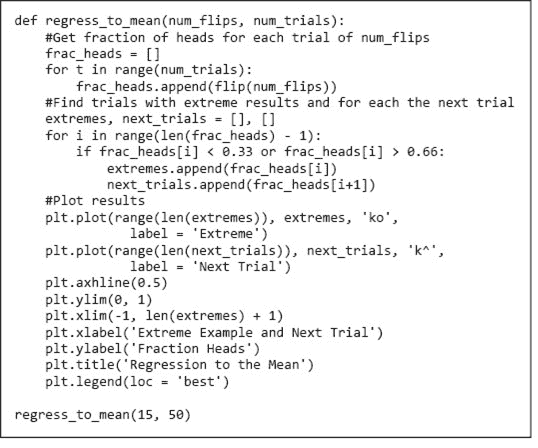 def regress_to_mean(num_flips, num_trials):
    #Get fraction of heads for each trial of num_flips
    frac_heads = []
    for t in range(num_trials):
        frac_heads.append(flip(num_flips))
    #Find trials with extreme results and for each the next trial
    extremes, next_trials = [], []
    for i in range(len(frac_heads) - 1):
        if frac_heads[i] < 0.33 or frac_heads[i] > 0.66:
            extremes.append(frac_heads[i])
            next_trials.append(frac_heads[i+1])
    #Plot results
    plt.plot(range(len(extremes)), extremes, 'ko',
             label = 'Extreme')
    plt.plot(range(len(next_trials)), next_trials, 'k^',
             label = 'Next Trial')
    plt.axhline(0.5)
    plt.ylim(0, 1)
    plt.xlim(-1, len(extremes) + 1)
    plt.xlabel('Extreme Example and Next Trial')
    plt.ylabel('Fraction Heads')
    plt.title('Regression to the Mean')
    plt.legend(loc = 'best')
regress_to_mean(15, 50)